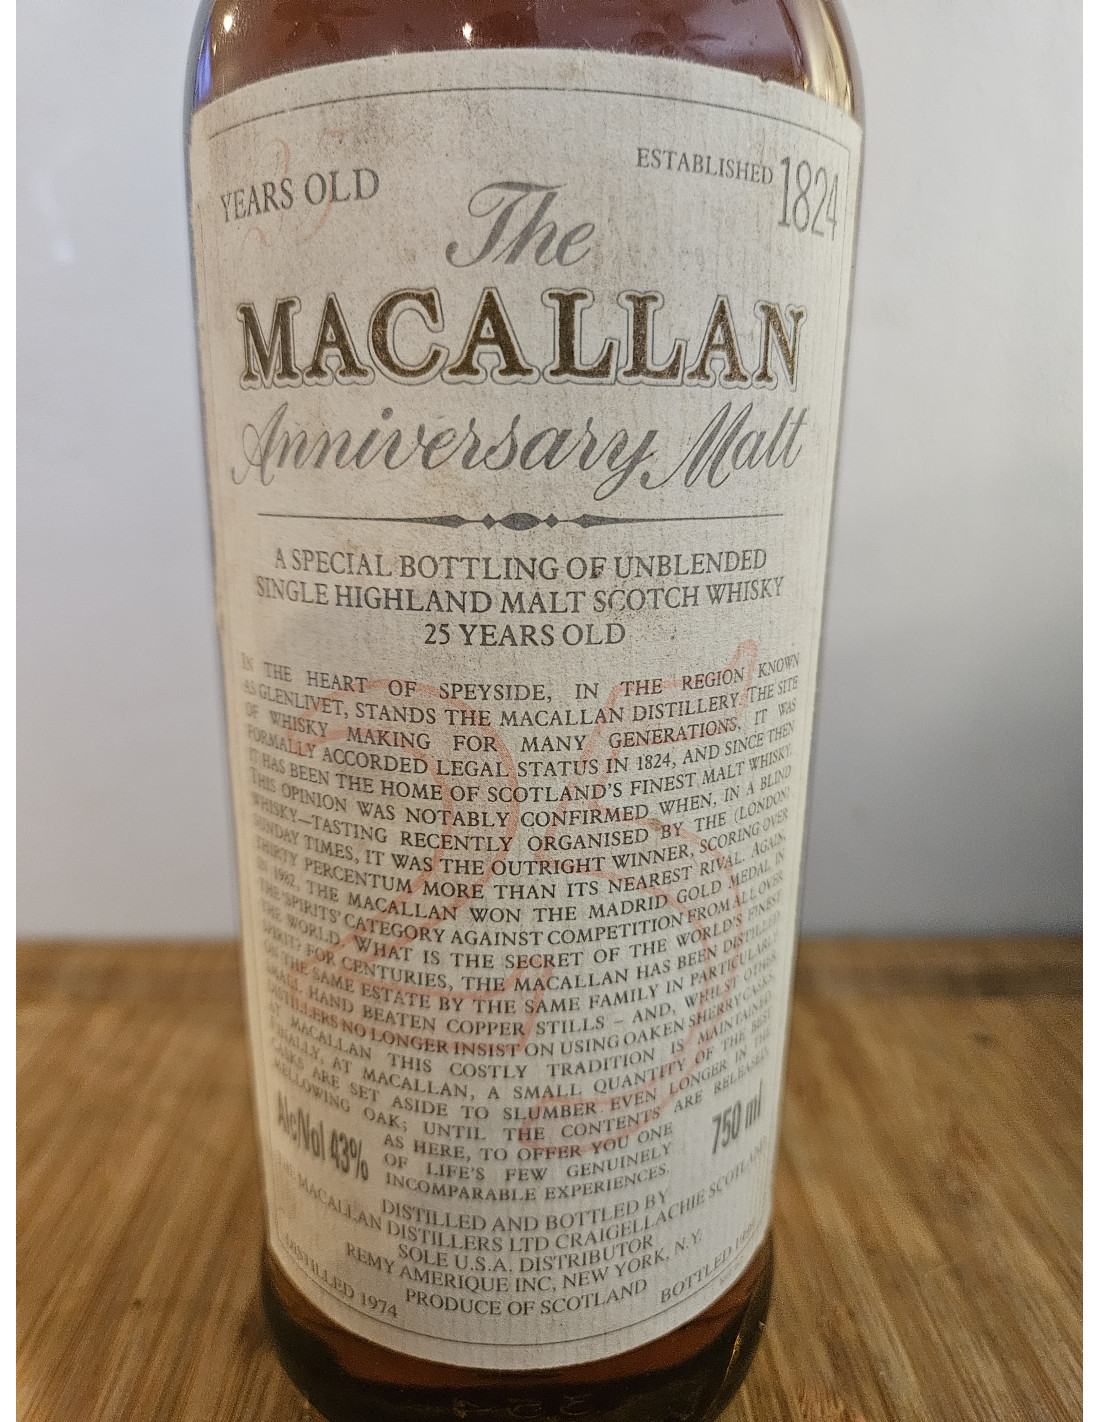 25
YEARS OLD
ESTABLISHED 1824
The
MACALLAN
Anniversary Malt
A SPECIAL BOTTLING OF UNBLENDED
SINGLE HIGHLAND MALT SCOTCH WHISKY
25 YEARS OLD
IN THE HEART OF SPEYSIDE, IN THE REGION KNOWN
AS GLENLIVET, STANDS THE MACALLAN DISTILLERY. THE SITE
OF WHISKY MAKING FOR MANY GENERATIONS, IT WAS
FORMALLY ACCORDED LEGAL STATUS IN 1824, AND SINCE THEN
IT HAS BEEN THE HOME OF SCOTLAND'S FINEST MALT WHISKY.
THIS OPINION WAS NOTABLY CONFIRMED WHEN, IN A BLIND
WHISKY–TASTING RECENTLY ORGANISED BY THE (LONDON)
SUNDAY TIMES, IT WAS THE OUTRIGHT WINNER, SCORING OVER
THIRTY PERCENTUM MORE THAN ITS NEAREST RIVAL. AGAIN,
IN 1982, THE MACALLAN WON THE MADRID GOLD MEDAL IN
THE 'SPIRITS' CATEGORY AGAINST COMPETITION FROM ALL OVER
THE WORLD. WHAT IS THE SECRET OF THE WORLD'S FINEST
SPIRIT? FOR CENTURIES, THE MACALLAN HAS BEEN DISTILLED
ON THE SAME ESTATE BY THE SAME FAMILY IN PARTICULARLY
SMALL HAND BEATEN COPPER STILLS – AND, WHILST OTHER
DISTILLERS NO LONGER INSIST ON USING OAKEN SHERRY CASKS,
AT MACALLAN THIS COSTLY TRADITION IS MAINTAINED.
FINALLY, AT MACALLAN, A SMALL QUANTITY OF THE BEST
CASKS ARE SET ASIDE TO SLUMBER EVEN LONGER IN THE
MELLOWING OAK; UNTIL THE CONTENTS ARE RELEASED,
AS HERE, TO OFFER YOU ONE
OF LIFE'S FEW GENUINELY
INCOMPARABLE EXPERIENCES.
Alc/Vol 43%
750 ml
DISTILLED AND BOTTLED BY
THE MACALLAN DISTILLERS LTD CRAIGELLACHIE SCOTLAND
SOLE U.S.A. DISTRIBUTOR
REMY AMERIQUE INC, NEW YORK, N.Y.
PRODUCE OF SCOTLAND
DISTILLED 1974
BOTTLED
25